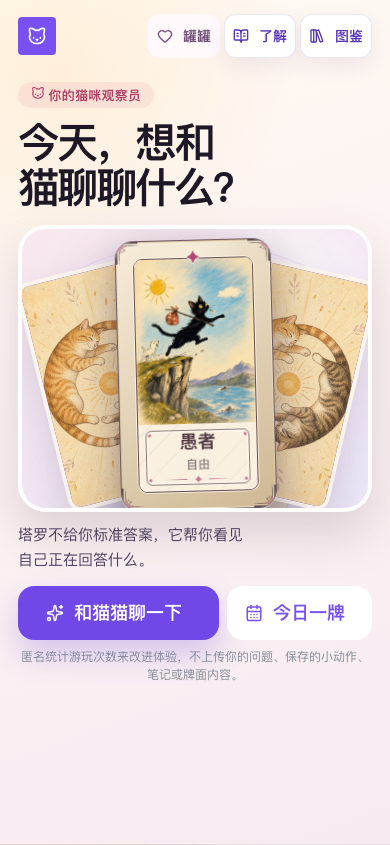 罐罐
了解
图鉴
你的猫咪观察员
今天，想和
猫聊聊什么？
愚者
自由
塔罗不给你标准答案，它帮你看见
自己正在回答什么。
和猫猫聊一下
今日一牌
匿名统计游玩次数来改进体验，不上传你的问题、保存的小动作、
笔记或牌面内容。